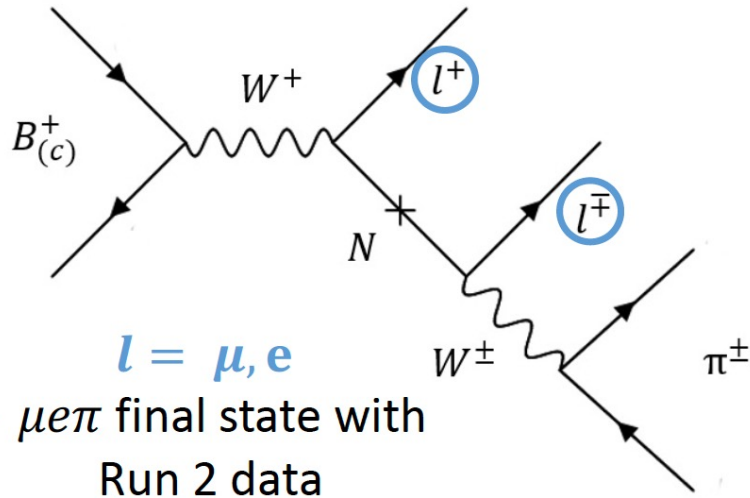 W⁺
l⁺
B⁺₍c₎
l^∓
N
W^±
π^±
l = μ, e
μeπ final state with
Run 2 data